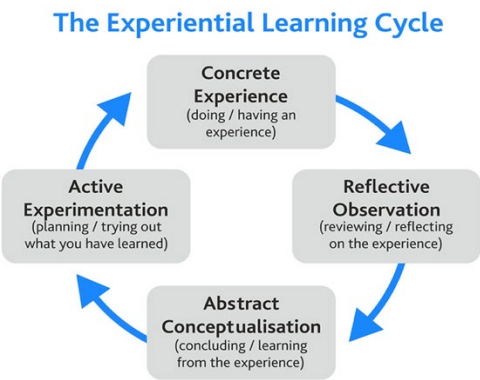 The Experiential Learning Cycle
Concrete
Experience
(doing / having an
experience)
Reflective
Observation
(reviewing / reflecting
on the experience)
Abstract
Conceptualisation
(concluding / learning
from the experience)
Active
Experimentation
(planning / trying out
what you have learned)